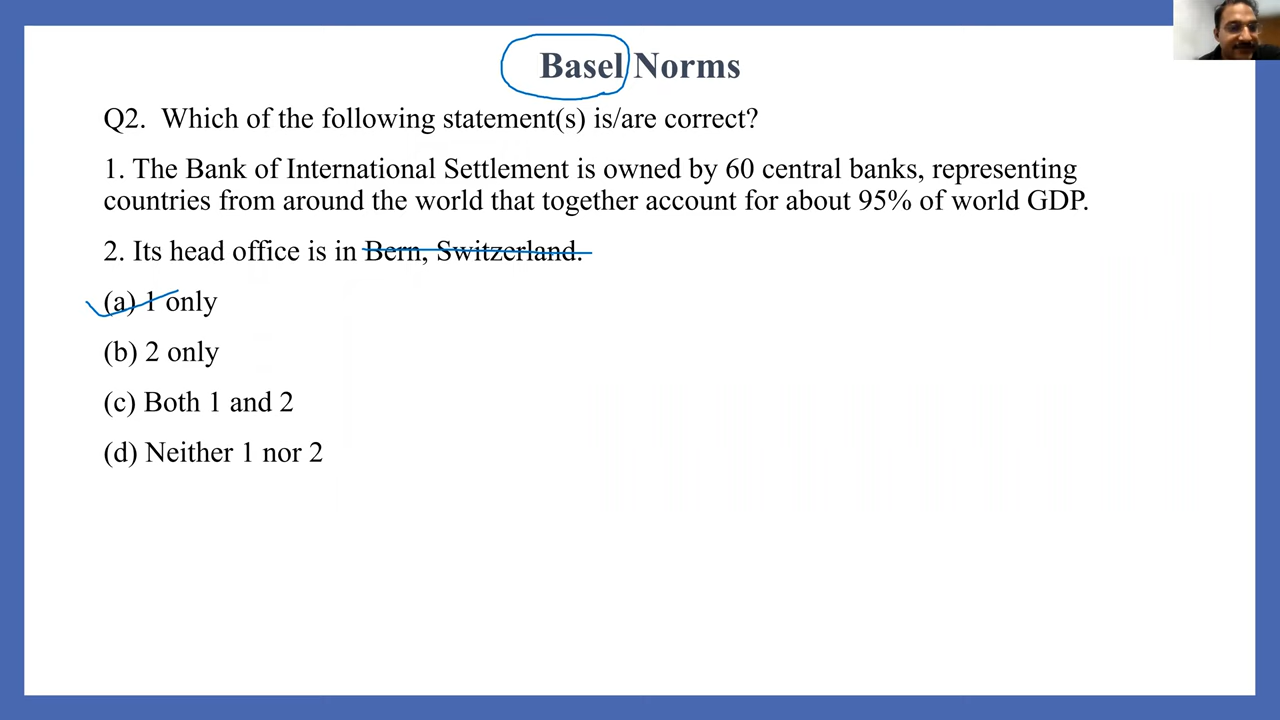 Basel Norms
Q2. Which of the following statement(s) is/are correct?
1. The Bank of International Settlement is owned by 60 central banks, representing
countries from around the world that together account for about 95% of world GDP.
2. Its head office is in Bern, Switzerland.
(a) 1 only
(b) 2 only
(c) Both 1 and 2
(d) Neither 1 nor 2